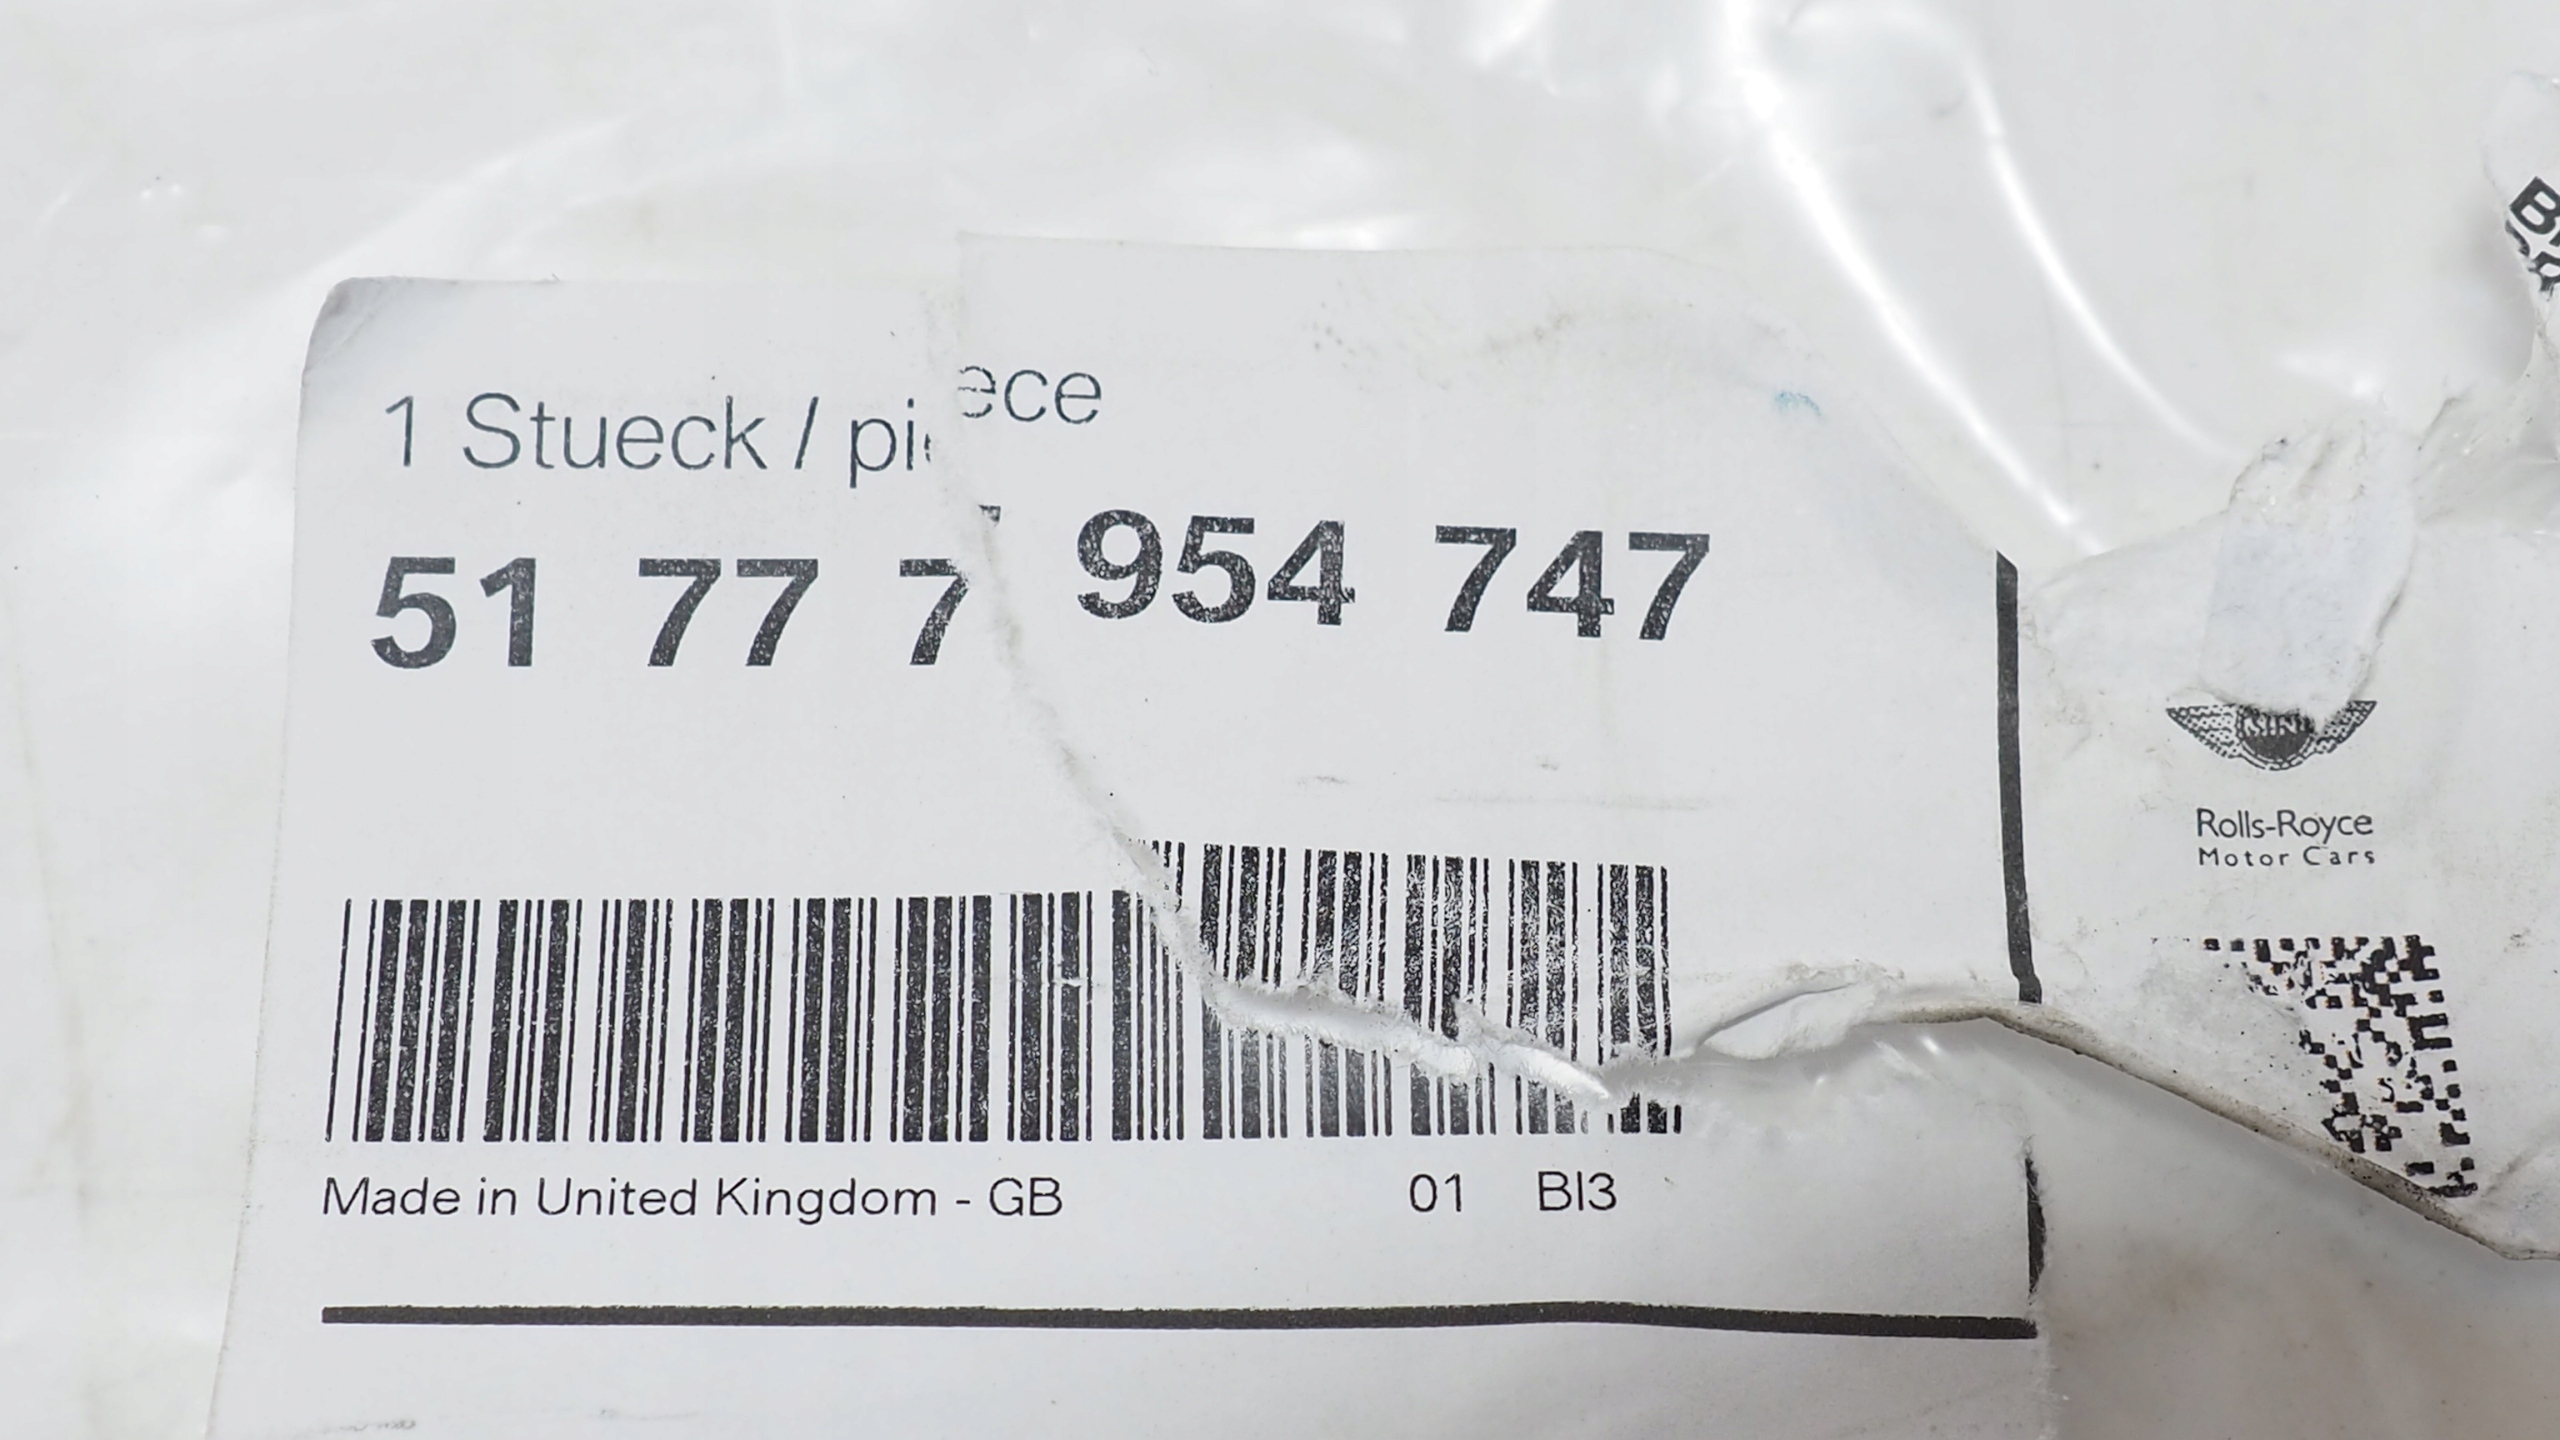 1 Stueck / piece
51 77 7 954 747
Made in United Kingdom - GB 01 BI3
MINI
Rolls-Royce
Motor Cars